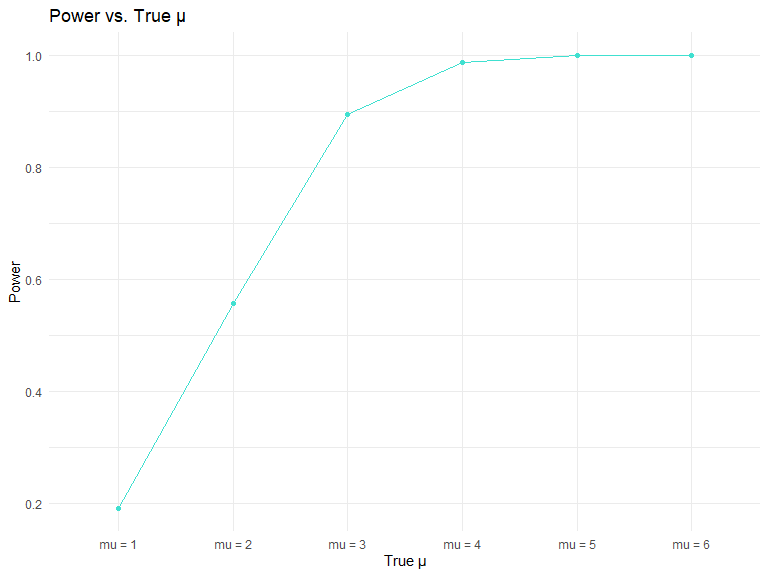 Power vs. True µ
1.0
0.8
0.6
0.4
0.2
Power
mu = 1 mu = 2 mu = 3 mu = 4 mu = 5 mu = 6
True µ